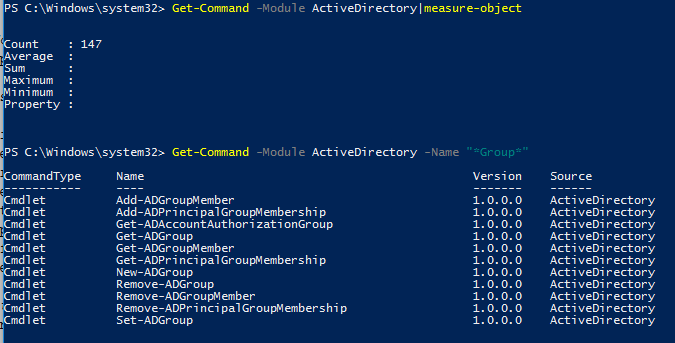 PS C:\Windows\system32> Get-Command -Module ActiveDirectory|measure-object
Count    : 147
Average  :
Sum      :
Maximum  :
Minimum  :
Property :
PS C:\Windows\system32> Get-Command -Module ActiveDirectory -Name "*Group*"
CommandType     Name                                               Version    Source
-----------     ----                                               -------    ------
Cmdlet          Add-ADGroupMember                                  1.0.0.0    ActiveDirectory
Cmdlet          Add-ADPrincipalGroupMembership                     1.0.0.0    ActiveDirectory
Cmdlet          Get-ADAccountAuthorizationGroup                    1.0.0.0    ActiveDirectory
Cmdlet          Get-ADGroup                                        1.0.0.0    ActiveDirectory
Cmdlet          Get-ADGroupMember                                  1.0.0.0    ActiveDirectory
Cmdlet          Get-ADPrincipalGroupMembership                     1.0.0.0    ActiveDirectory
Cmdlet          New-ADGroup                                        1.0.0.0    ActiveDirectory
Cmdlet          Remove-ADGroup                                     1.0.0.0    ActiveDirectory
Cmdlet          Remove-ADGroupMember                               1.0.0.0    ActiveDirectory
Cmdlet          Remove-ADPrincipalGroupMembership                  1.0.0.0    ActiveDirectory
Cmdlet          Set-ADGroup                                        1.0.0.0    ActiveDirectory